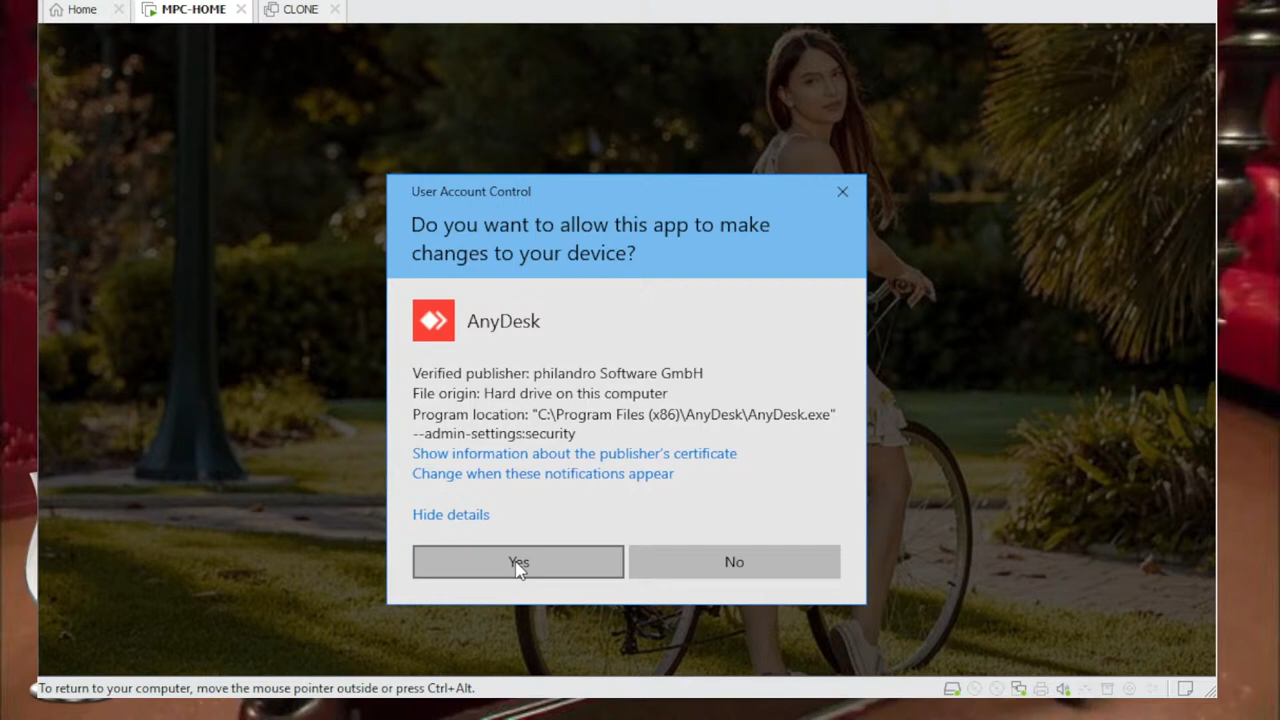 Home
MPC-HOME
CLONE
User Account Control
Do you want to allow this app to make
changes to your device?
AnyDesk
Verified publisher: philandro Software GmbH
File origin: Hard drive on this computer
Program location: "C:\Program Files (x86)\AnyDesk\AnyDesk.exe"
--admin-settings:security
Show information about the publisher's certificate
Change when these notifications appear
Hide details
Yes
No
To return to your computer, move the mouse pointer outside or press Ctrl+Alt.